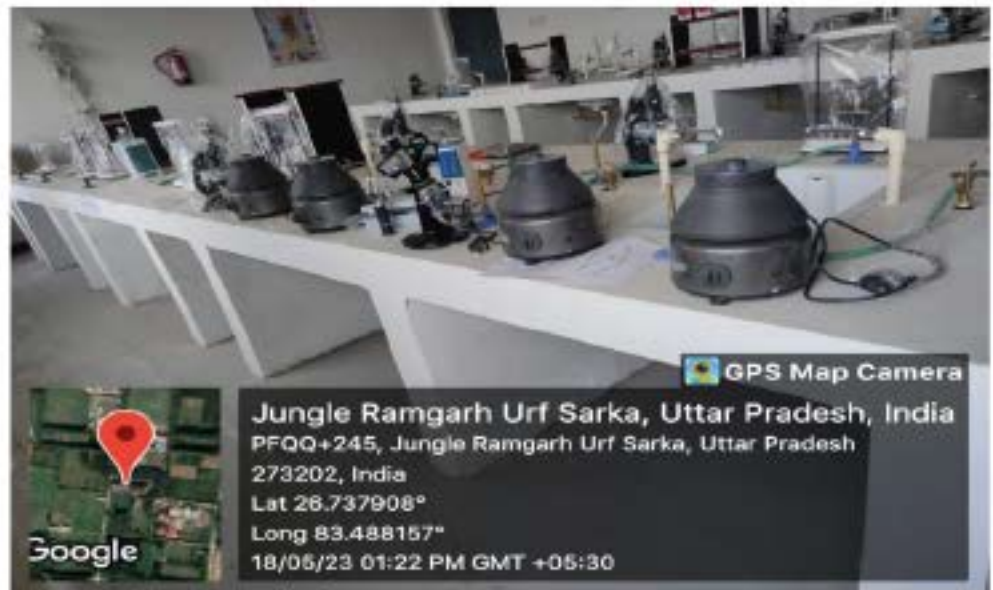 GPS Map Camera
Jungle Ramgarh Urf Sarka, Uttar Pradesh, India
PFQQ+245, Jungle Ramgarh Urf Sarka, Uttar Pradesh
273202, India
Lat 26.737908°
Long 83.488157°
18/05/23 01:22 PM GMT +05:30
Google